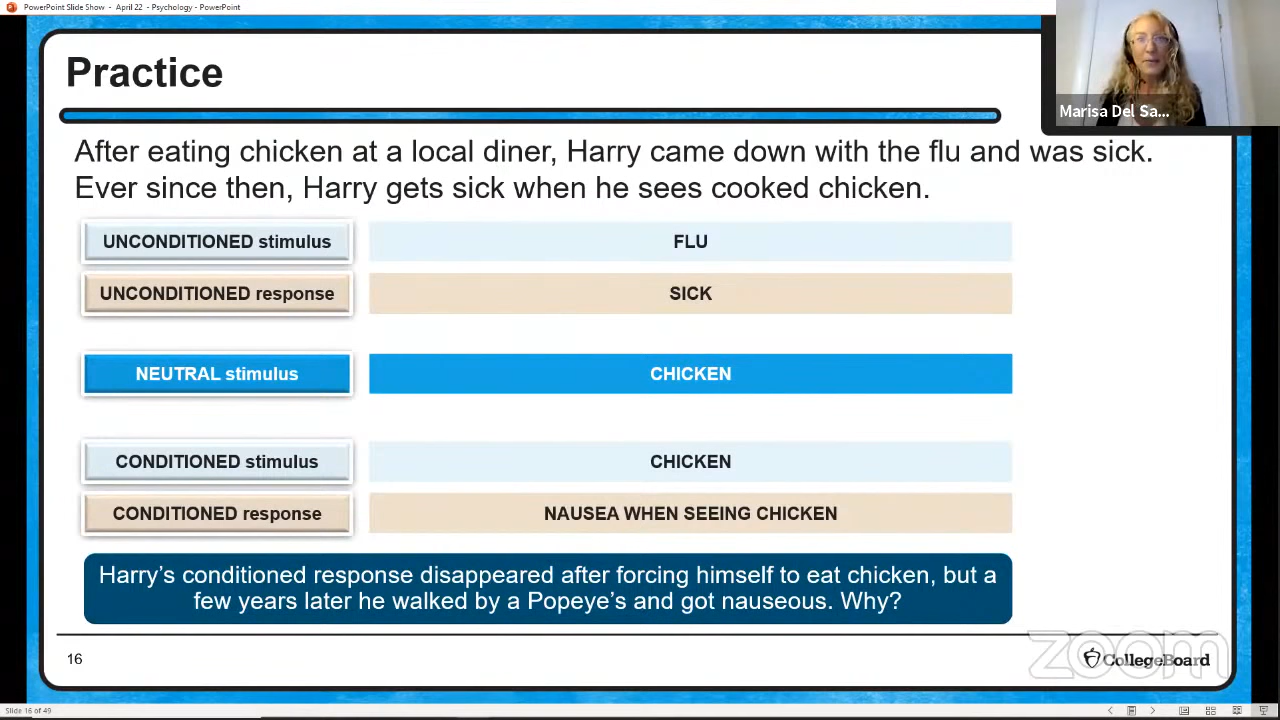 PowerPoint Slide Show - April 22 - Psychology - PowerPoint
Practice
Marisa Del Sa...
After eating chicken at a local diner, Harry came down with the flu and was sick.
Ever since then, Harry gets sick when he sees cooked chicken.
UNCONDITIONED stimulus
FLU
UNCONDITIONED response
SICK
NEUTRAL stimulus
CHICKEN
CONDITIONED stimulus
CHICKEN
CONDITIONED response
NAUSEA WHEN SEEING CHICKEN
Harry's conditioned response disappeared after forcing himself to eat chicken, but a
few years later he walked by a Popeye's and got nauseous. Why?
16
zoom
CollegeBoard
Slide 16 of 49